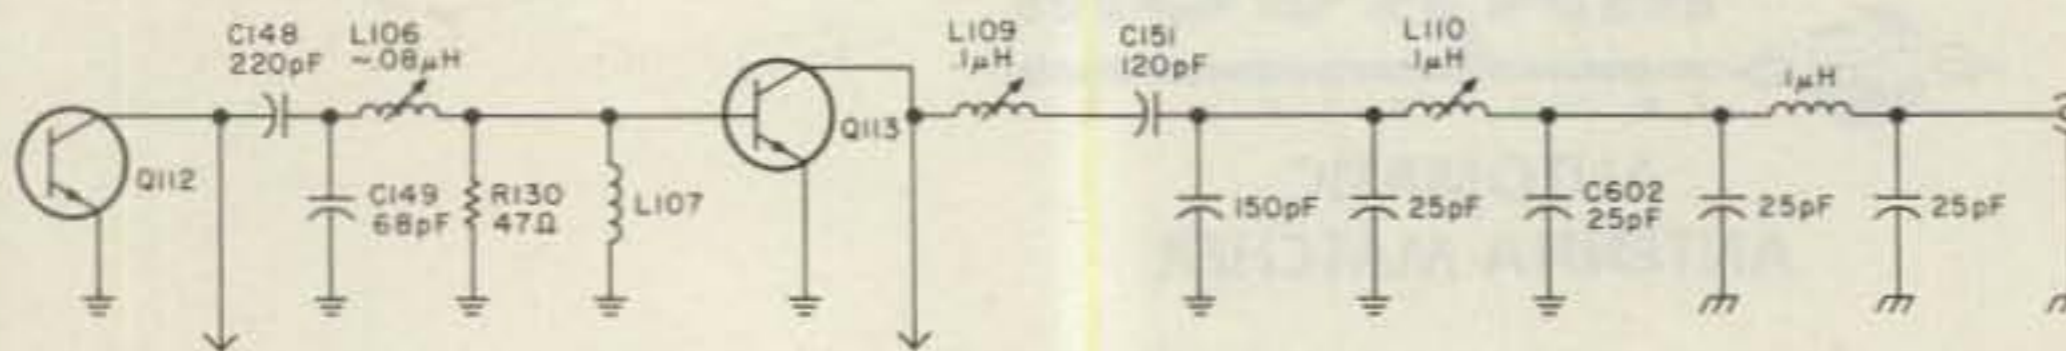 C148
220pF
L106
~.08µH
Q112
C149
68pF
R130
47Ω
L107
Q113
L109
.1µH
C151
120pF
150pF
25pF
L110
.1µH
C602
25pF
25pF
.1µH
25pF